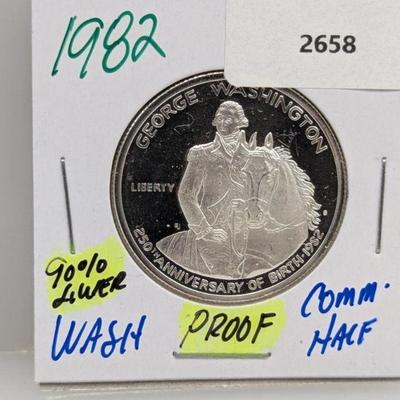 1982
2658
GEORGE WASHINGTON
LIBERTY
250TH ANNIVERSARY OF BIRTH-1982
90% SILVER
WASH
PROOF
COMM.
HALF